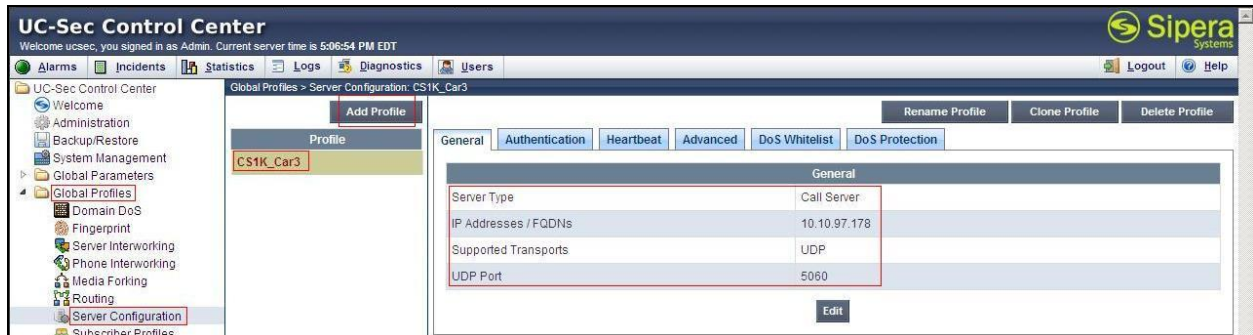 UC-Sec Control Center
Welcome ucsec, you signed in as Admin. Current server time is 5:06:54 PM EDT
Sipera
Systems
Alarms Incidents Statistics Logs Diagnostics Users Logout Help
UC-Sec Control Center
Welcome
Administration
Backup/Restore
System Management
Global Parameters
Global Profiles
Domain DoS
Fingerprint
Server Interworking
Phone Interworking
Media Forking
Routing
Server Configuration
Subscriber Profiles
Global Profiles > Server Configuration: CS1K_Car3
Add Profile
Rename Profile Clone Profile Delete Profile
Profile
CS1K_Car3
General Authentication Heartbeat Advanced DoS Whitelist DoS Protection
General
Server Type Call Server
IP Addresses / FQDNs 10.10.97.178
Supported Transports UDP
UDP Port 5060
Edit